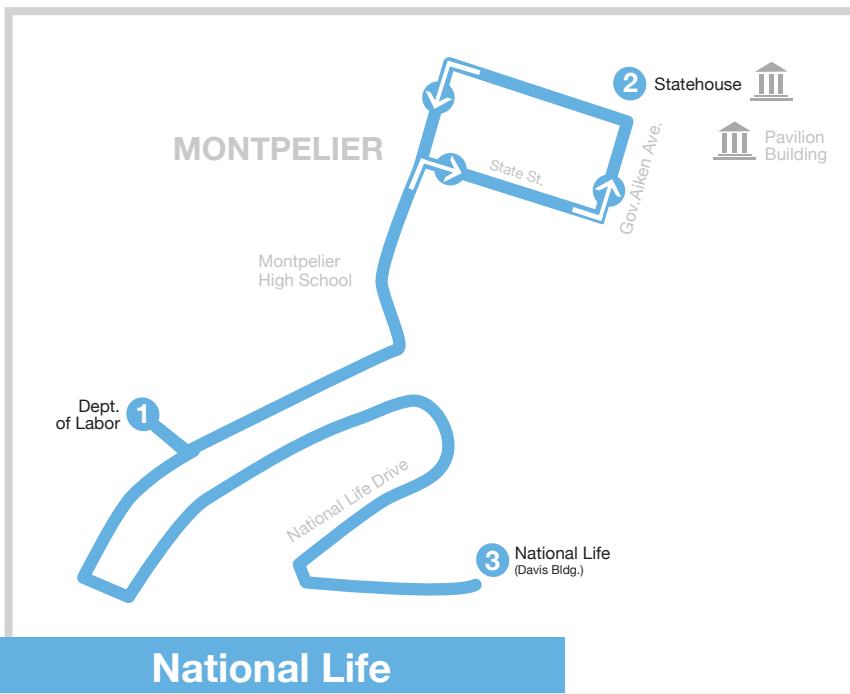 2 Statehouse
Pavilion
Building
MONTPELIER
State St.
Gov.Aiken Ave.
Montpelier
High School
Dept.
of Labor
1
National Life Drive
3 National Life
(Davis Bldg.)
National Life